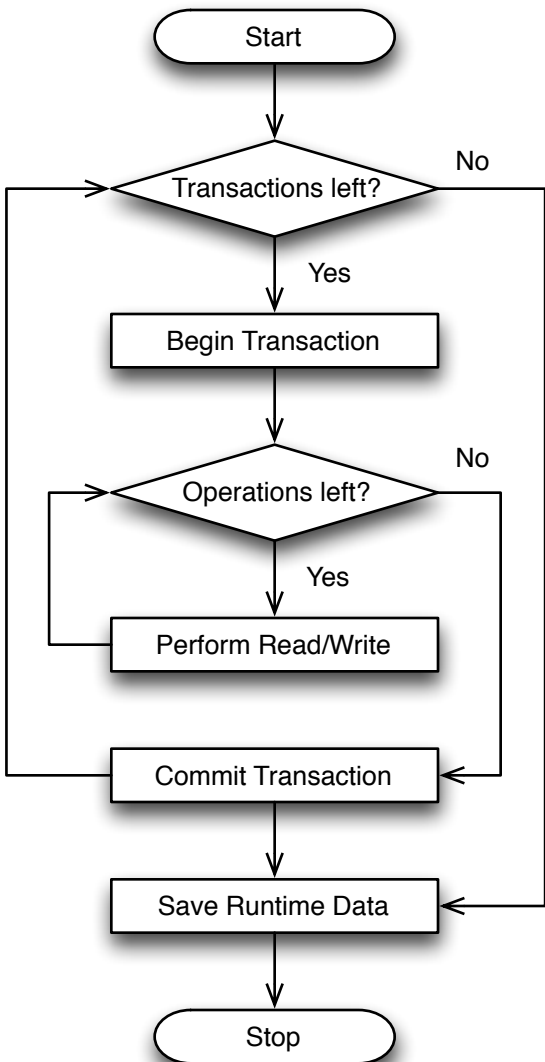 Start
Transactions left?
No
Yes
Begin Transaction
Operations left?
No
Yes
Perform Read/Write
Commit Transaction
Save Runtime Data
Stop